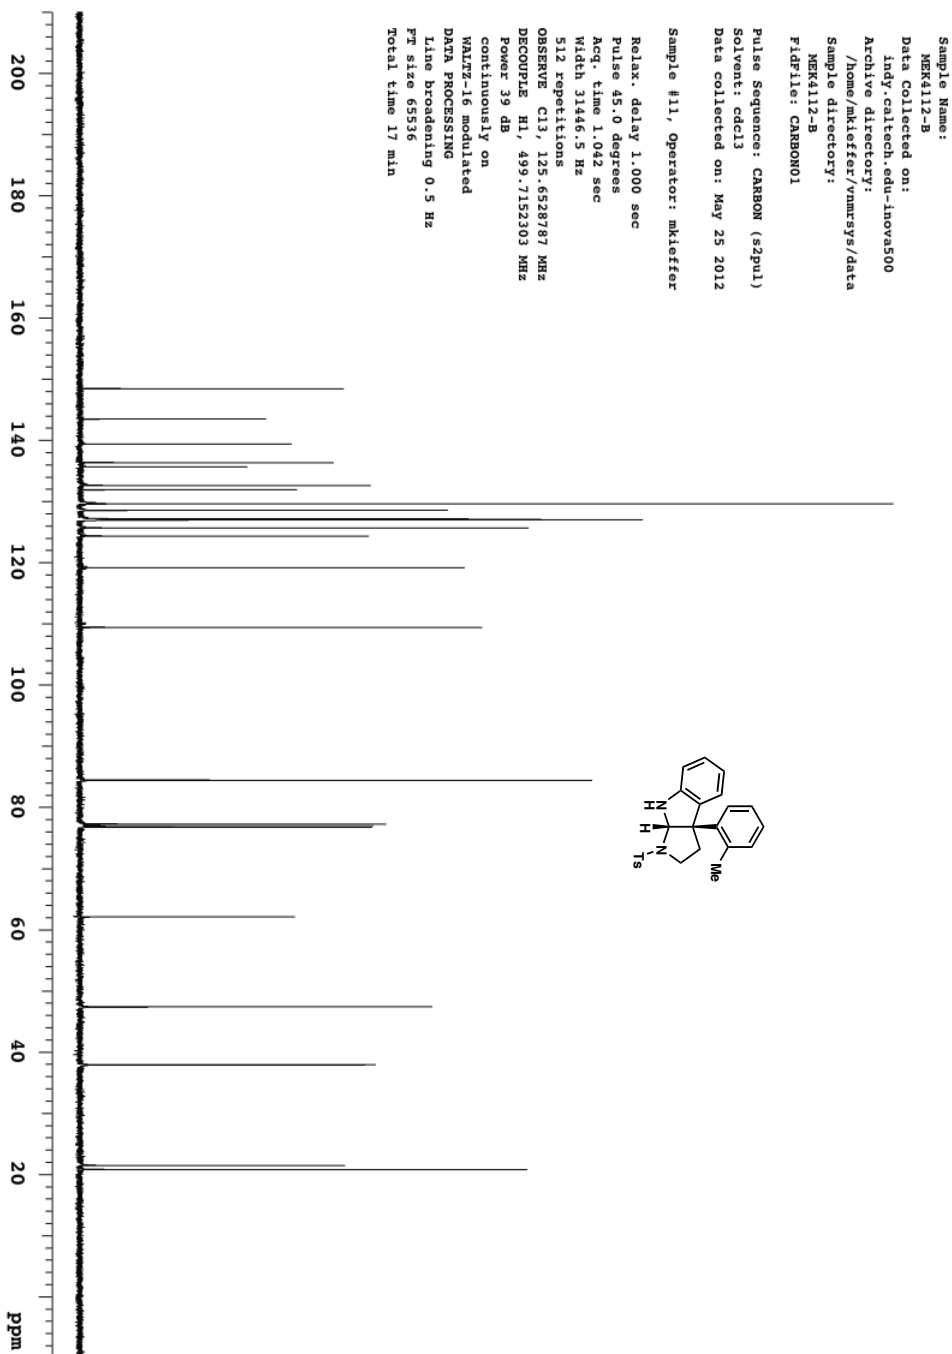 Sample Name:
MEK4112-B
Data Collected on:
indy.caltech.edu-inova500
Archive directory:
/home/mkieffer/vnmrsys/data
Sample directory:
MEK4112-B
FidFile: CARBON01
Pulse Sequence: CARBON (s2pul)
Solvent: cdcl3
Data collected on: May 25 2012
Sample #11, Operator: mkieffer
Relax. delay 1.000 sec
Pulse 45.0 degrees
Acq. time 1.042 sec
Width 31446.5 Hz
512 repetitions
OBSERVE C13, 125.6528787 MHz
DECOUPLE H1, 499.7152303 MHz
Power 39 dB
continuously on
WALTZ-16 modulated
DATA PROCESSING
Line broadening 0.5 Hz
FT size 65536
Total time 17 min
Me
N
H
H
N
Ts
200 180 160 140 120 100 80 60 40 20 ppm